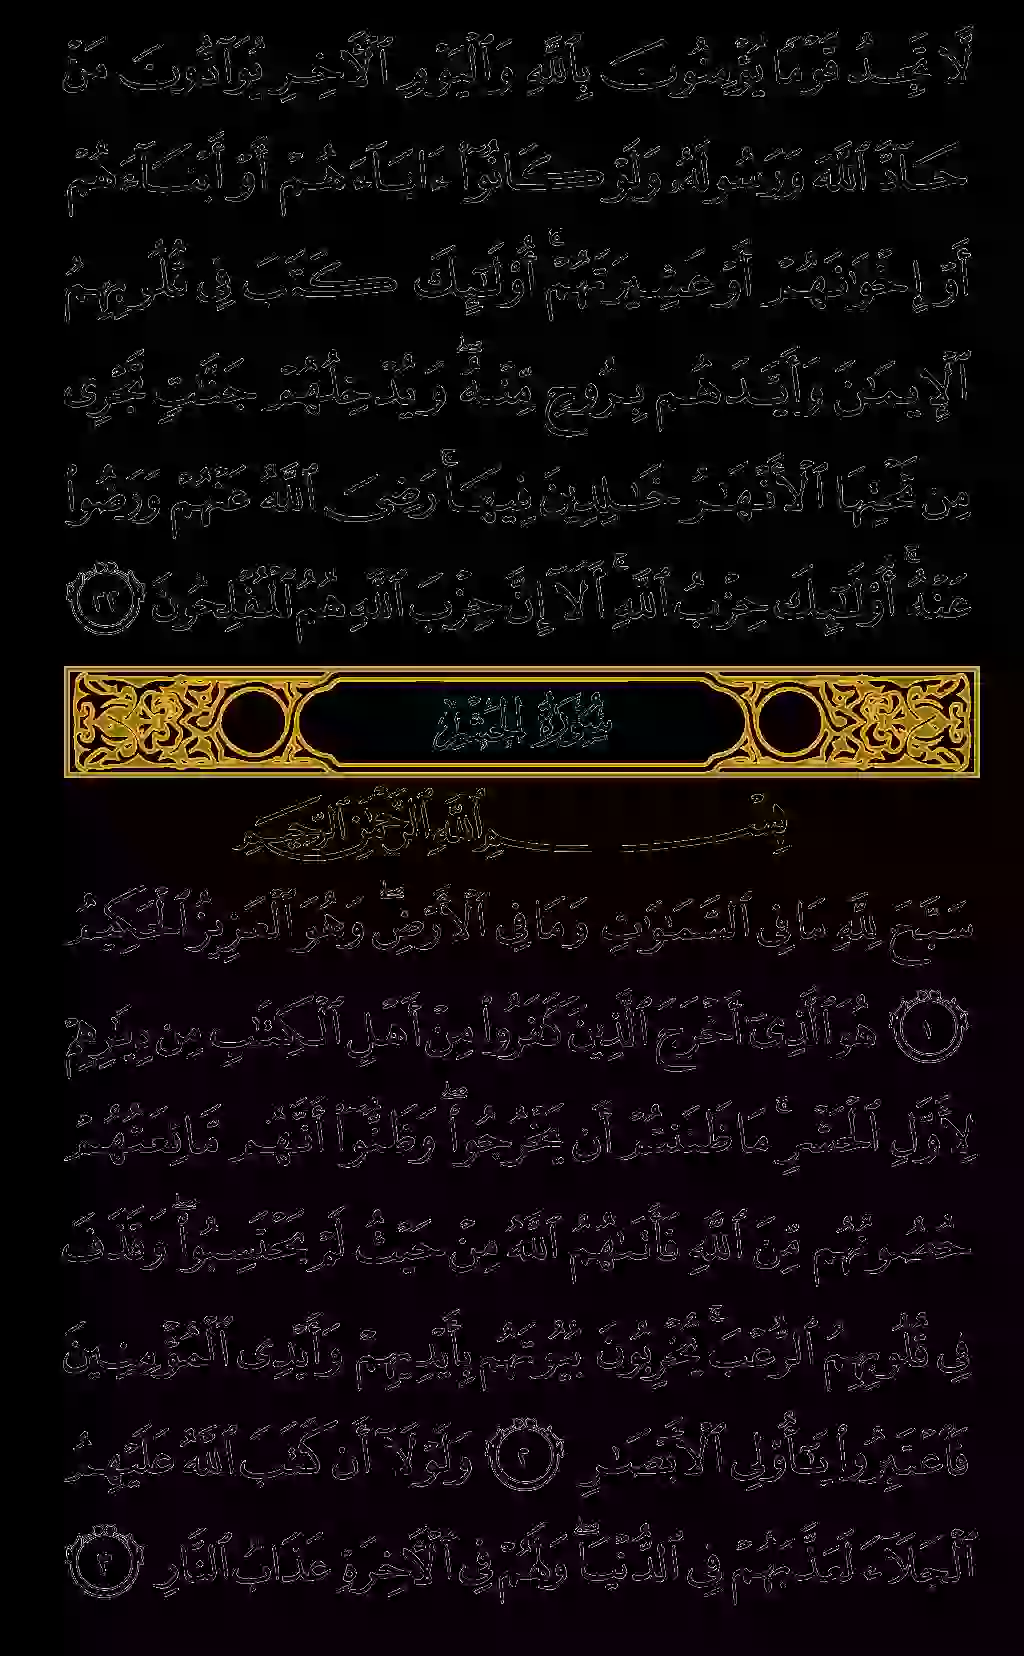 لَّا تَجِدُ قَوْمًا يُؤْمِنُونَ بِٱللَّهِ وَٱلْيَوْمِ ٱلْأَخِرِ يُوَآدُّونَ مَنْ
حَآدَّ ٱللَّهَ وَرَسُولَهُۥ وَلَوْ كَانُوٓا۟ ءَابَآءَهُمْ أَوْ أَبْنَآءَهُمْ
أَوْ إِخْوَٰنَهُمْ أَوْ عَشِيرَتَهُمْ ۚ أُو۟لَٰٓئِكَ كَتَبَ فِى قُلُوبِهِمُ
ٱلْإِيمَٰنَ وَأَيَّدَهُم بِرُوحٍ مِّنْهُ ۖ وَيُدْخِلُهُمْ جَنَّٰتٍ تَجْرِى
مِن تَحْتِهَا ٱلْأَنْهَٰرُ خَٰلِدِينَ فِيهَا ۚ رَضِىَ ٱللَّهُ عَنْهُمْ وَرَضُوا۟
عَنْهُ ۚ أُو۟لَٰٓئِكَ حِزْبُ ٱللَّهِ ۚ أَلَآ إِنَّ حِزْبَ ٱللَّهِ هُمُ ٱلْمُفْلِحُونَ ٢٢
سُورَةُ الحَشْرِ
بِسْمِ ٱللَّهِ ٱلرَّحْمَٰنِ ٱلرَّحِيمِ
سَبَّحَ لِلَّهِ مَا فِى ٱلسَّمَٰوَٰتِ وَمَا فِى ٱلْأَرْضِ ۖ وَهُوَ ٱلْعَزِيزُ ٱلْحَكِيمُ
١ هُوَ ٱلَّذِىٓ أَخْرَجَ ٱلَّذِينَ كَفَرُوا۟ مِنْ أَهْلِ ٱلْكِتَٰبِ مِن دِيَٰرِهِمْ
لِأَوَّلِ ٱلْحَشْرِ ۚ مَا ظَنَنتُمْ أَن يَخْرُجُوا۟ ۖ وَظَنُّوٓا۟ أَنَّهُم مَّانِعَتُهُمْ
حُصُونُهُم مِّنَ ٱللَّهِ فَأَتَىٰهُمُ ٱللَّهُ مِنْ حَيْثُ لَمْ يَحْتَسِبُوا۟ ۖ وَقَذَفَ
فِى قُلُوبِهِمُ ٱلرُّعْبَ ۚ يُخْرِبُونَ بُيُوتَهُم بِأَيْدِيهِمْ وَأَيْدِى ٱلْمُؤْمِنِينَ
فَٱعْتَبِرُوا۟ يَٰٓأُو۟لِى ٱلْأَبْصَٰرِ ٢ وَلَوْلَآ أَن كَتَبَ ٱللَّهُ عَلَيْهِمُ
ٱلْجَلَآءَ لَعَذَّبَهُمْ فِى ٱلدُّنْيَا ۖ وَلَهُمْ فِى ٱلْأَخِرَةِ عَذَابُ ٱلنَّارِ ٣